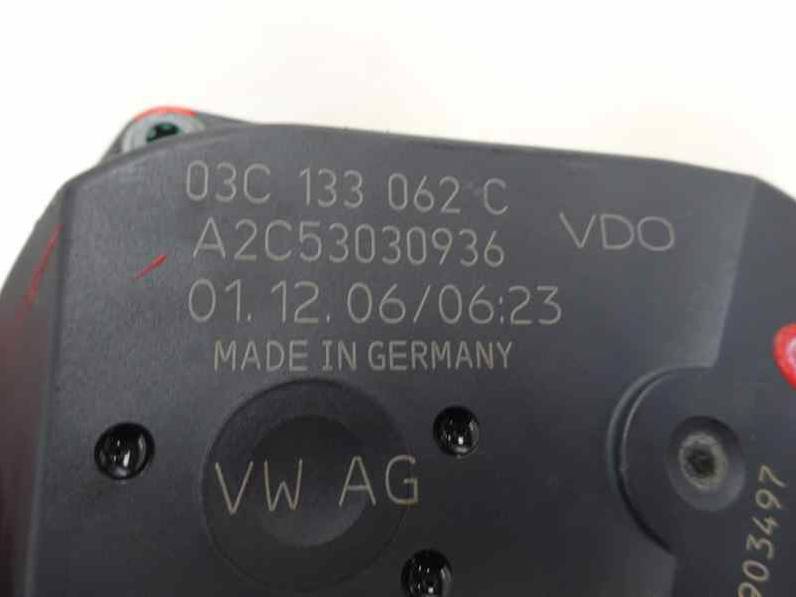 03C 133 062 C
A2C53030936
VDO
01.12.06/06:23
MADE IN GERMANY
VW AG
903497